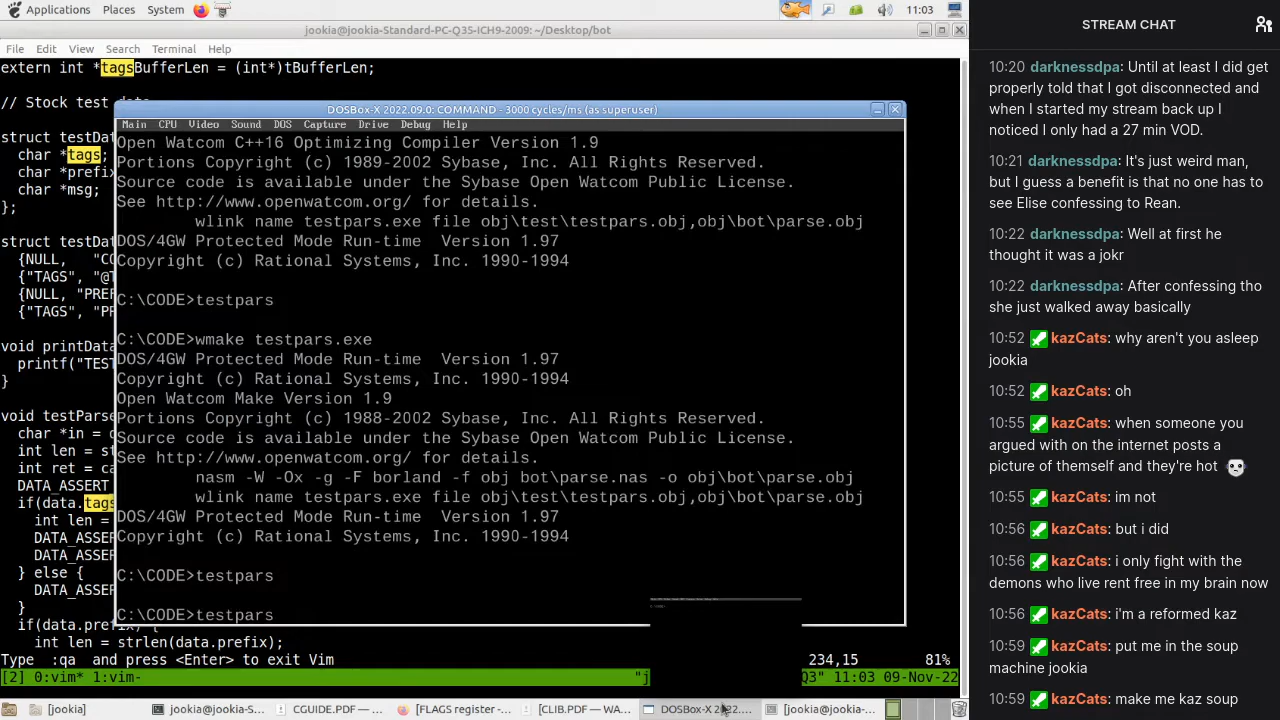 Applications Places System 11:03
jookia@jookia-Standard-PC-Q35-ICH9-2009: ~/Desktop/bot
File Edit View Search Terminal Help
extern int *tagsBufferLen = (int*)tBufferLen;
// Stock test data
struct testDat
char *tags;
char *prefix
char *msg;
};
struct testDat
{NULL, "CO
{"TAGS", "@T
{NULL, "PREF
{"TAGS", "PR
void printData
printf("TEST
}
void testParse
char *in = c
int len = st
int ret = ca
DATA_ASSERT
if(data.tags
int len =
DATA_ASSE
DATA_ASSE
} else {
DATA_ASSE
}
if(data.prefix) {
int len = strlen(data.prefix);
Type :qa and press <Enter> to exit Vim 234,15 81%
[2] 0:vim* 1:vim- "j Q3" 11:03 09-Nov-22
DOSBox-X 2022.09.0: COMMAND - 3000 cycles/ms (as superuser)
Main CPU Video Sound DOS Capture Drive Debug Help
Open Watcom C++16 Optimizing Compiler Version 1.9
Portions Copyright (c) 1989-2002 Sybase, Inc. All Rights Reserved.
Source code is available under the Sybase Open Watcom Public License.
See http://www.openwatcom.org/ for details.
wlink name testpars.exe file obj\test\testpars.obj,obj\bot\parse.obj
DOS/4GW Protected Mode Run-time Version 1.97
Copyright (c) Rational Systems, Inc. 1990-1994
C:\CODE>testpars
C:\CODE>wmake testpars.exe
DOS/4GW Protected Mode Run-time Version 1.97
Copyright (c) Rational Systems, Inc. 1990-1994
Open Watcom Make Version 1.9
Portions Copyright (c) 1988-2002 Sybase, Inc. All Rights Reserved.
Source code is available under the Sybase Open Watcom Public License.
See http://www.openwatcom.org/ for details.
nasm -W -Ox -g -F borland -f obj bot\parse.nas -o obj\bot\parse.obj
wlink name testpars.exe file obj\test\testpars.obj,obj\bot\parse.obj
DOS/4GW Protected Mode Run-time Version 1.97
Copyright (c) Rational Systems, Inc. 1990-1994
C:\CODE>testpars
C:\CODE>testpars
[jookia] jookia@jookia-S... CGUIDE.PDF — ... [FLAGS register -... [CLIB.PDF — WA... DOSBox-X 2022.... [jookia@jookia-...
STREAM CHAT
10:20 darknessdpa: Until at least I did get
properly told that I got disconnected and
when I started my stream back up I
noticed I only had a 27 min VOD.
10:21 darknessdpa: It's just weird man,
but I guess a benefit is that no one has to
see Elise confessing to Rean.
10:22 darknessdpa: Well at first he
thought it was a jokr
10:22 darknessdpa: After confessing tho
she just walked away basically
10:52 kazCats: why aren't you asleep
jookia
10:52 kazCats: oh
10:55 kazCats: when someone you
argued with on the internet posts a
picture of themself and they're hot
10:55 kazCats: im not
10:56 kazCats: but i did
10:56 kazCats: i only fight with the
demons who live rent free in my brain now
10:56 kazCats: i'm a reformed kaz
10:59 kazCats: put me in the soup
machine jookia
10:59 kazCats: make me kaz soup